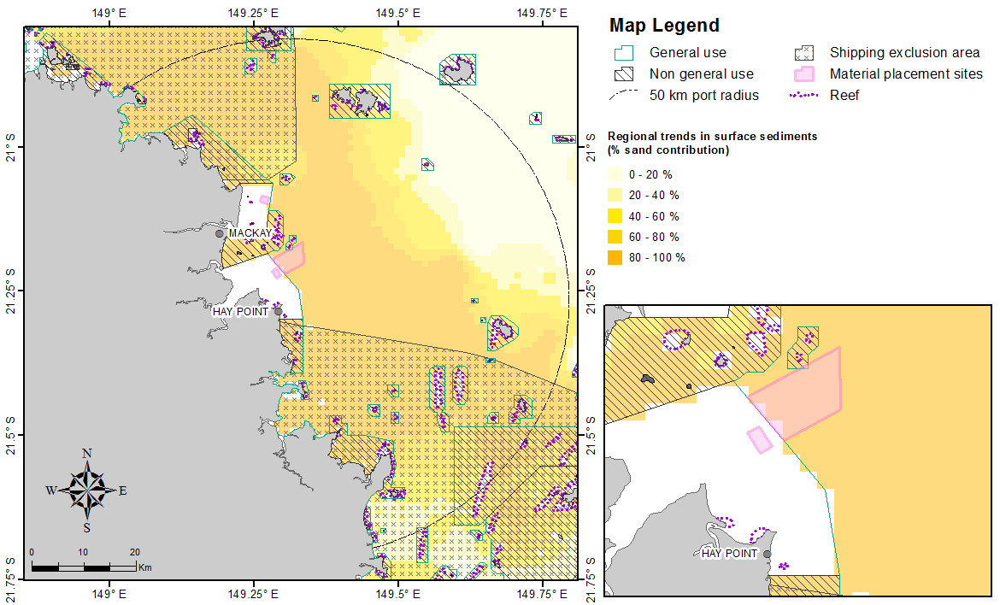 149° E
149.25° E
149.5° E
149.75° E
21° S
21.25° S
21.5° S
21.75° S
21° S
21.25° S
21.5° S
21.75° S
MACKAY
HAY POINT
N
W
E
S
0
10
20
Km
149° E
149.25° E
149.5° E
149.75° E
Map Legend
General use
Non general use
50 km port radius
Shipping exclusion area
Material placement sites
Reef
Regional trends in surface sediments
(% sand contribution)
0 - 20 %
20 - 40 %
40 - 60 %
60 - 80 %
80 - 100 %
HAY POINT